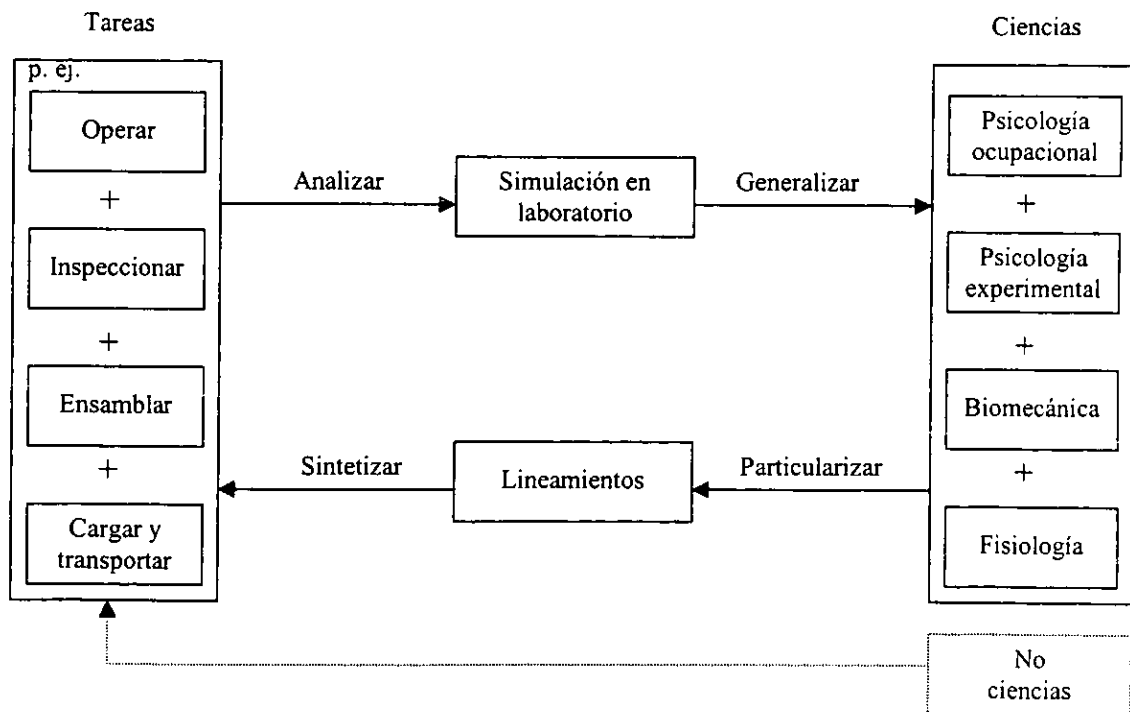 Tareas
Ciencias
p. ej.
Operar
+
Inspeccionar
+
Ensamblar
+
Cargar y
transportar
Analizar
Simulación en
laboratorio
Generalizar
Psicología
ocupacional
+
Psicología
experimental
+
Biomecánica
+
Fisiología
Sintetizar
Lineamientos
Particularizar
No
ciencias